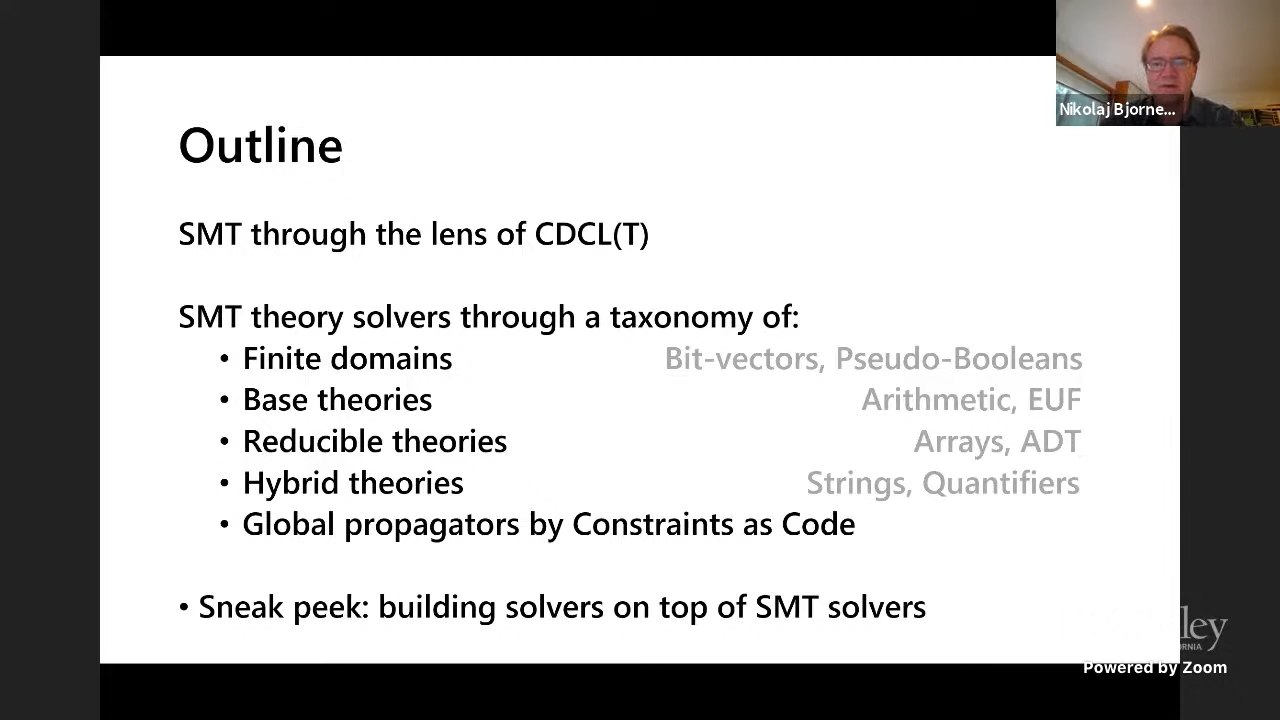 Nikolaj Bjorne...
Outline
SMT through the lens of CDCL(T)
SMT theory solvers through a taxonomy of:
• Finite domains Bit-vectors, Pseudo-Booleans
• Base theories Arithmetic, EUF
• Reducible theories Arrays, ADT
• Hybrid theories Strings, Quantifiers
• Global propagators by Constraints as Code
• Sneak peek: building solvers on top of SMT solvers
Powered by Zoom